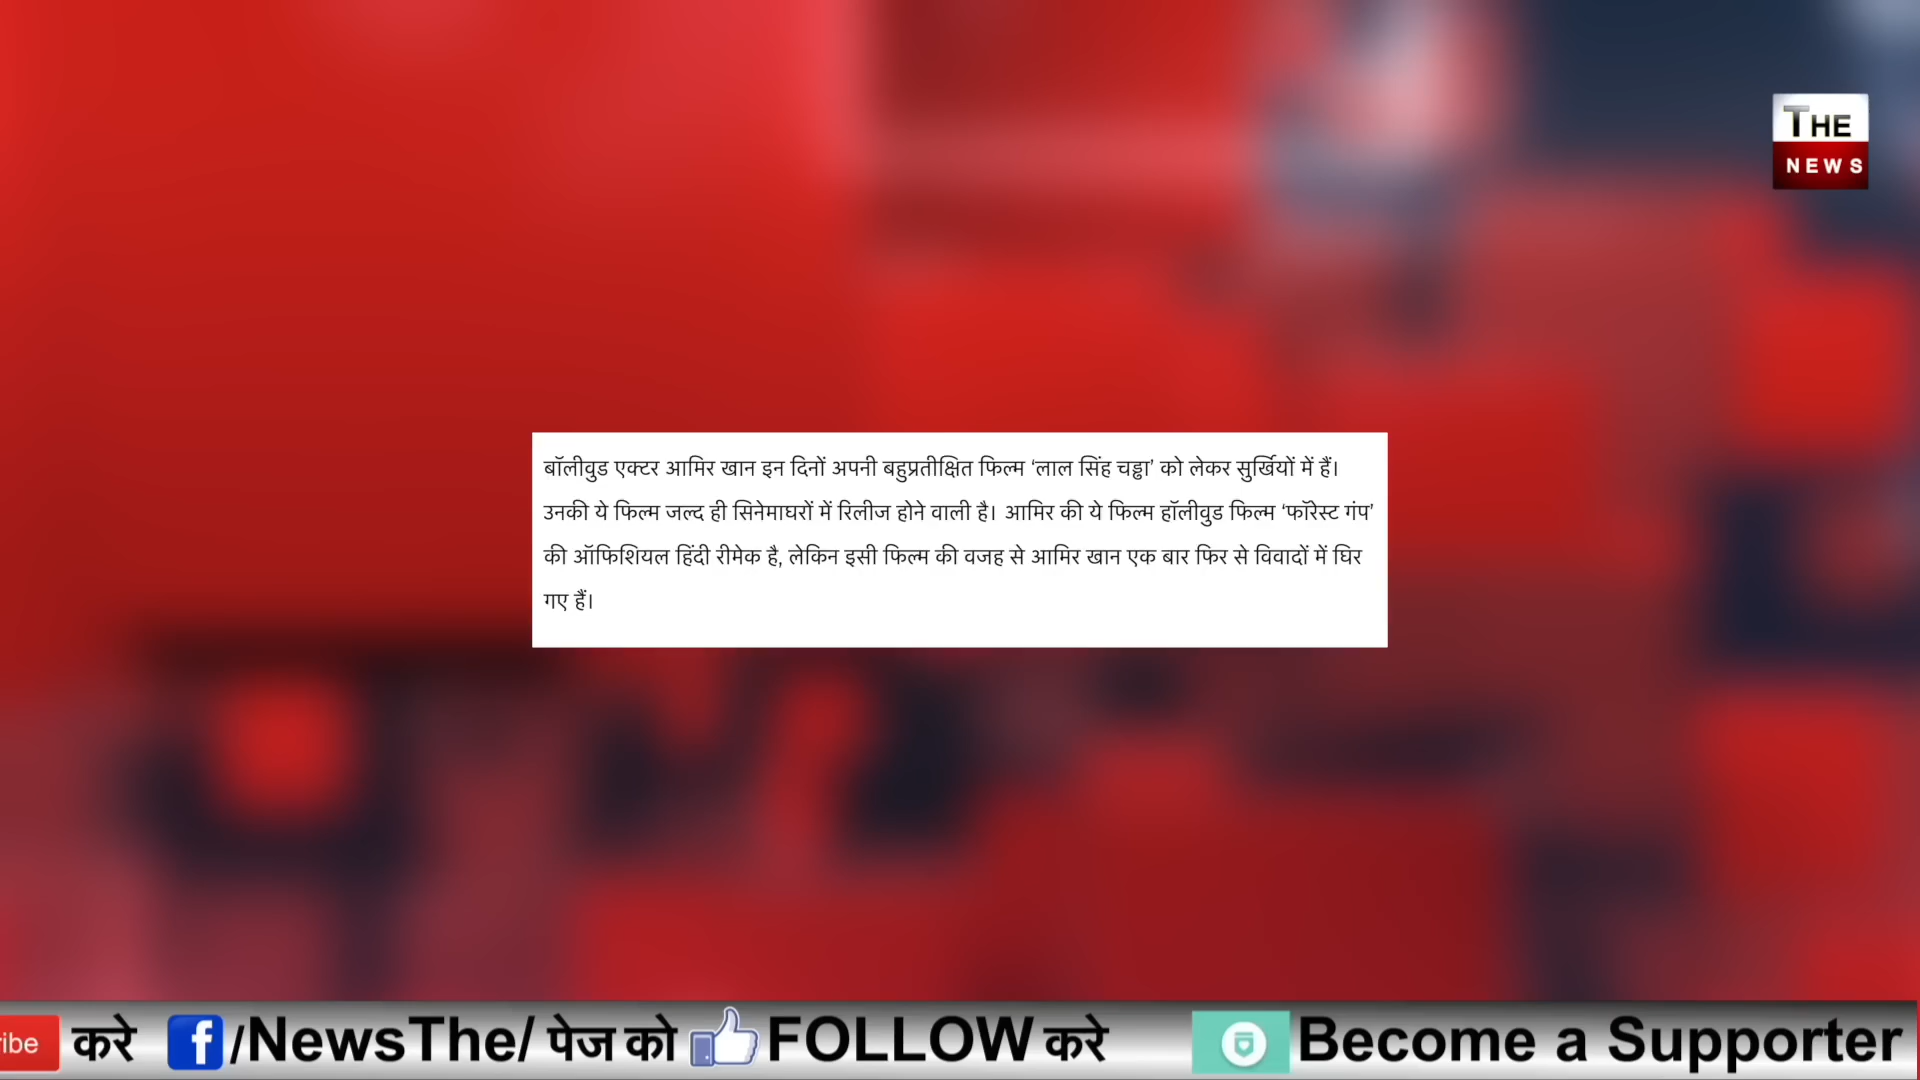 THE
NEWS
बॉलीवुड एक्टर आमिर खान इन दिनों अपनी बहुप्रतीक्षित फिल्म ‘लाल सिंह चड्ढा’ को लेकर सुर्खियों में हैं।
उनकी ये फिल्म जल्द ही सिनेमाघरों में रिलीज होने वाली है। आमिर की ये फिल्म हॉलीवुड फिल्म ‘फॉरेस्ट गंप’
की ऑफिशियल हिंदी रीमेक है, लेकिन इसी फिल्म की वजह से आमिर खान एक बार फिर से विवादों में घिर
गए हैं।
ibe करे f/NewsThe/ पेज को FOLLOW करे Become a Supporter